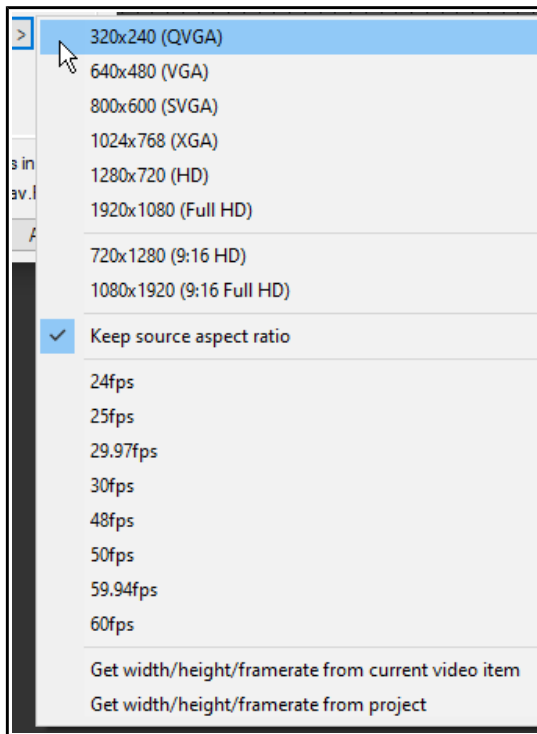 >
320x240 (QVGA)
640x480 (VGA)
800x600 (SVGA)
1024x768 (XGA)
s in
1280x720 (HD)
av.
1920x1080 (Full HD)
720x1280 (9:16 HD)
1080x1920 (9:16 Full HD)
Keep source aspect ratio
24fps
25fps
29.97fps
30fps
48fps
50fps
59.94fps
60fps
Get width/height/framerate from current video item
Get width/height/framerate from project